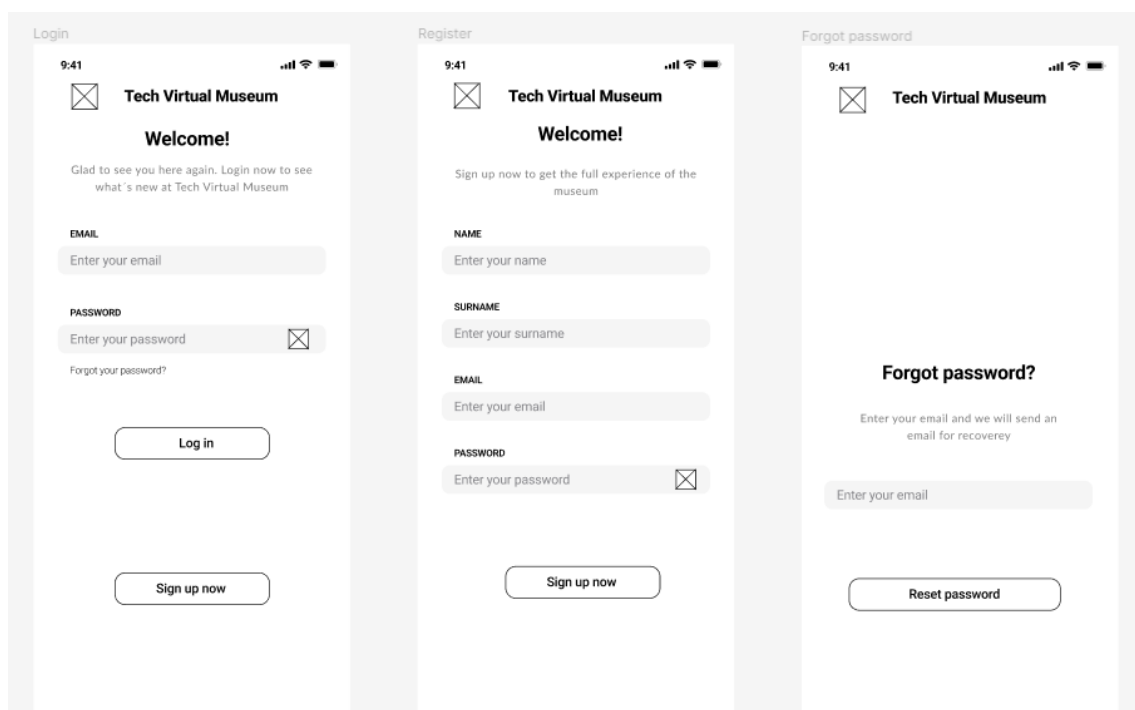 Login
9:41
Tech Virtual Museum
Welcome!
Glad to see you here again. Login now to see
what´s new at Tech Virtual Museum
EMAIL
Enter your email
PASSWORD
Enter your password
Forgot your password?
Log in
Sign up now
Register
9:41
Tech Virtual Museum
Welcome!
Sign up now to get the full experience of the
museum
NAME
Enter your name
SURNAME
Enter your surname
EMAIL
Enter your email
PASSWORD
Enter your password
Sign up now
Forgot password
9:41
Tech Virtual Museum
Forgot password?
Enter your email and we will send an
email for recoverey
Enter your email
Reset password